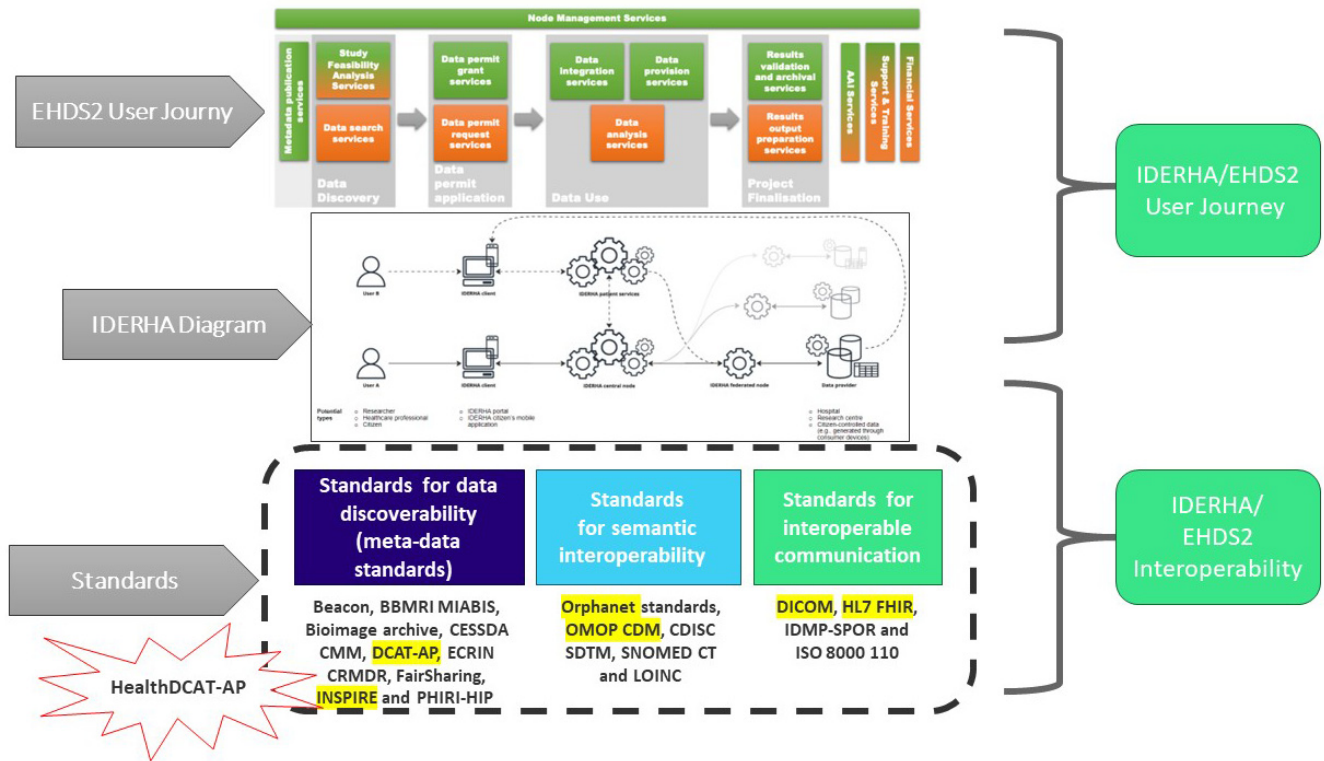 Node Management Services
EHDS2 User Journy
Metadata publication
services
Study
Feasibility
Analysis
Services
Data search
services
Data
Discovery
Data permit
grant
services
Data permit
request
services
Data
permit
application
Data
integration
services
Data
provision
services
Data
analysis
services
Data Use
Results
validation
and archival
services
Results
output
preparation
services
Project
Finalisation
AAI Services
Support & Training
Services
Financial Services
IDERHA/EHDS2
User Journey
IDERHA Diagram
User B
IDERHA client
IDERHA patient services
User A
IDERHA client
IDERHA central node
IDERHA federated node
Data provider
Potential
types
o Researcher
o Healthcare professional
o Citizen
o IDERHA portal
o IDERHA citizen's mobile
application
o Hospital
o Research centre
o Citizen-controlled data
(e.g., generated through
consumer devices)
Standards
HealthDCAT-AP
Standards for data
discoverability
(meta-data
standards)
Beacon, BBMRI MIABIS,
Bioimage archive, CESSDA
CMM, DCAT-AP, ECRIN
CRMDR, FairSharing,
INSPIRE and PHIRI-HIP
Standards
for semantic
interoperability
Orphanet standards,
OMOP CDM, CDISC
SDTM, SNOMED CT
and LOINC
Standards for
interoperable
communication
DICOM, HL7 FHIR,
IDMP-SPOR and
ISO 8000 110
IDERHA/
EHDS2
Interoperability